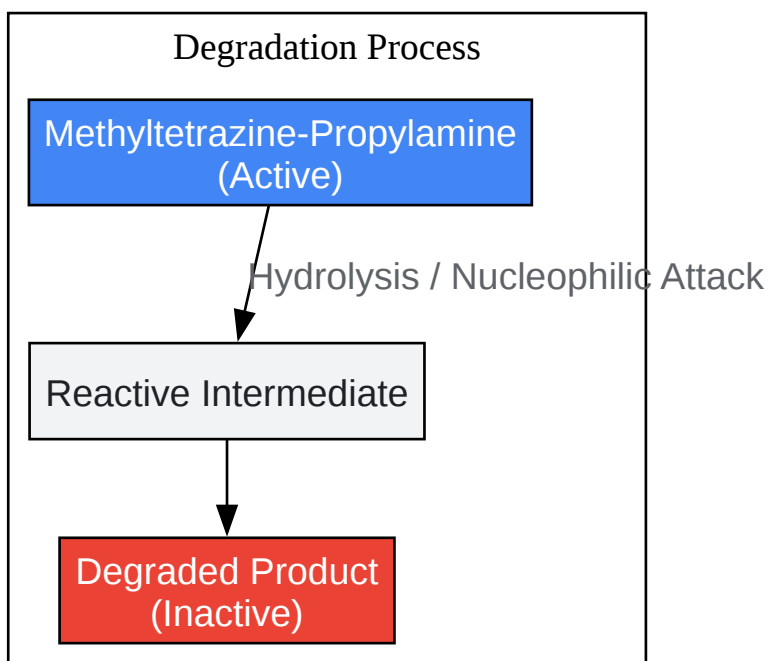 Degradation Process
Methyltetrazine-Propylamine
(Active)
Hydrolysis / Nucleophilic Attack
Reactive Intermediate
Degraded Product
(Inactive)